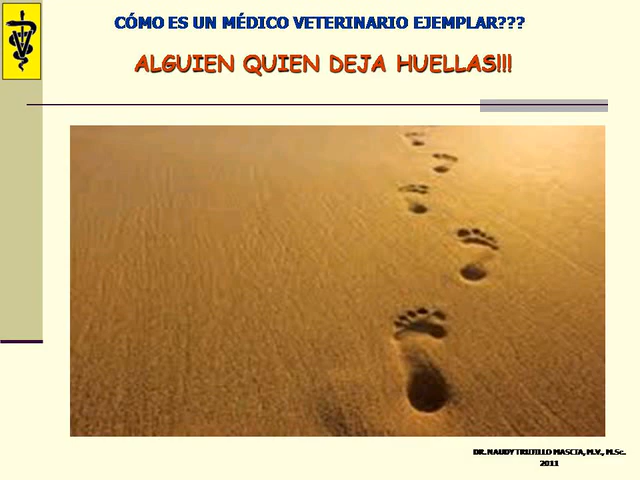 CÓMO ES UN MÉDICO VETERINARIO EJEMPLAR???
ALGUIEN QUIEN DEJA HUELLAS!!!
DR. NAUDY TRUJILLO MASCIA, M.V., M.Sc.
2011